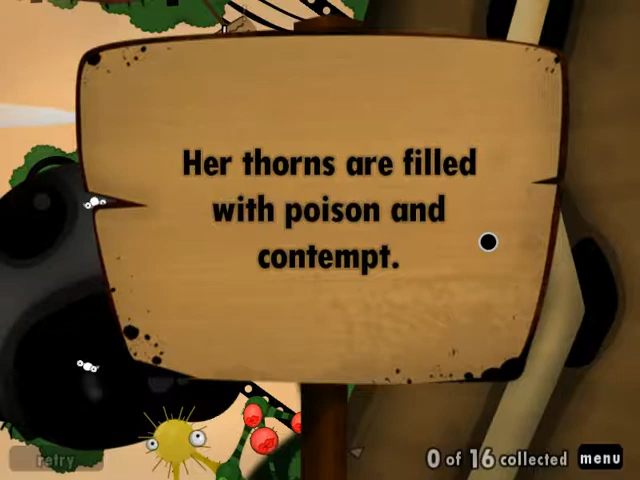 Her thorns are filled
with poison and
contempt.
retry
0 of 16 collected menu